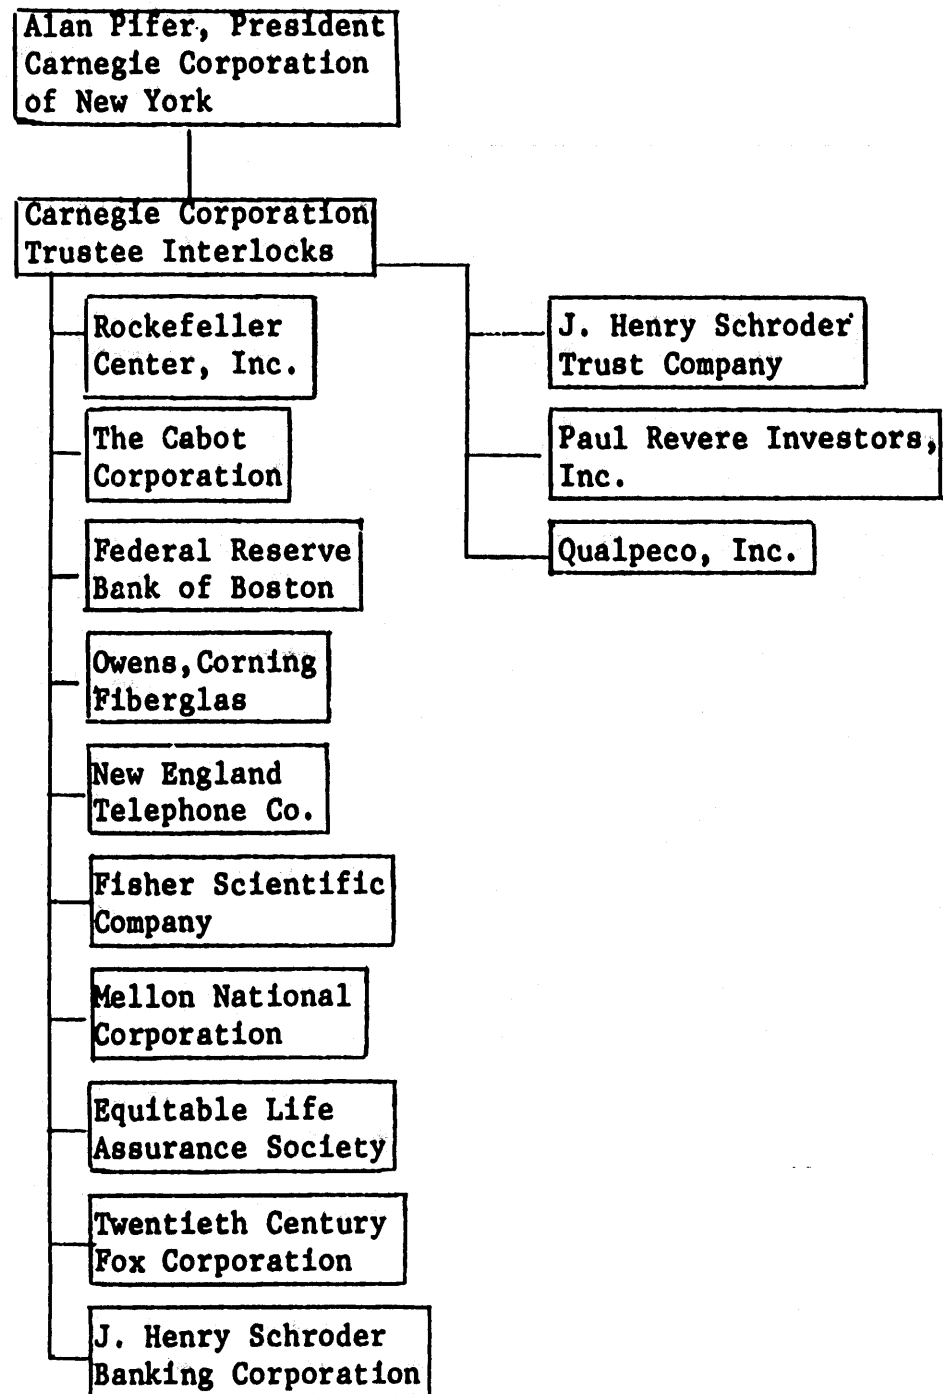 Alan Pifer, President
Carnegie Corporation
of New York
Carnegie Corporation
Trustee Interlocks
Rockefeller
Center, Inc.
The Cabot
Corporation
Federal Reserve
Bank of Boston
Owens,Corning
Fiberglas
New England
Telephone Co.
Fisher Scientific
Company
Mellon National
Corporation
Equitable Life
Assurance Society
Twentieth Century
Fox Corporation
J. Henry Schroder
Banking Corporation
J. Henry Schroder
Trust Company
Paul Revere Investors,
Inc.
Qualpeco, Inc.